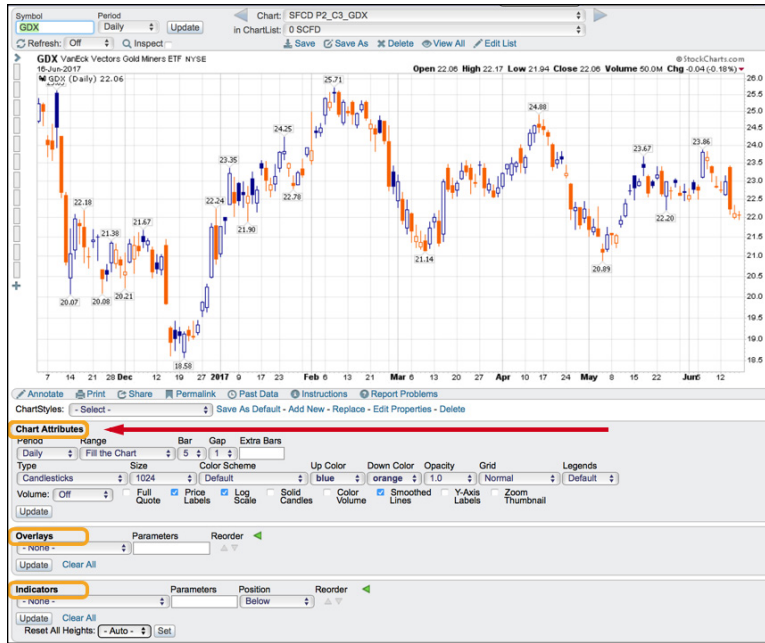 Symbol Period
GDX Daily Update
Chart: SFCD P2_C3_GDX
in ChartList: 0 SCFD
Refresh: Off Inspect
Save Save As Delete View All Edit List
GDX VanEck Vectors Gold Miners ETF NYSE © StockCharts.com
16-Jun-2017 Open 22.06 High 22.17 Low 21.94 Close 22.06 Volume 50.0M Chg -0.04 (-0.18%)
GDX (Daily) 22.06
26.0
25.5
25.0
24.5
24.0
23.5
23.0
22.5
22.0
21.5
21.0
20.5
20.0
19.5
19.0
18.5
25.71
24.88
24.25
23.86
23.67
23.35
22.78
22.24
22.18
22.20
21.90
21.67
21.38
21.14
20.89
20.07 20.08 20.21
18.58
7 14 21 28 Dec 12 19 27 2017 9 17 23 Feb 6 13 21 Mar 6 13 20 27 Apr 10 17 24 May 8 15 22 Jun5 12
Annotate Print Share Permalink Past Data Instructions Report Problems
ChartStyles: - Select - Save As Default - Add New - Replace - Edit Properties - Delete
Chart Attributes
Period Range Bar Gap Extra Bars
Daily Fill the Chart 5 1
Type Size Color Scheme Up Color Down Color Opacity Grid Legends
Candlesticks 1024 Default blue orange 1.0 Normal Default
Volume: Off Full Quote Price Labels Log Scale Solid Candles Color Volume Smoothed Lines Y-Axis Labels Zoom Thumbnail
Update
Overlays Parameters Reorder
- None -
Update Clear All
Indicators Parameters Position Reorder
- None - Below
Update Clear All
Reset All Heights: - Auto - Set